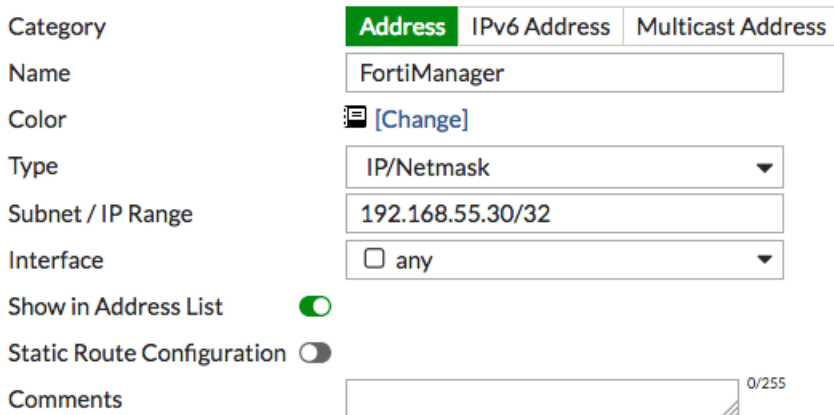 Category Address IPv6 Address Multicast Address
Name FortiManager
Color [Change]
Type IP/Netmask
Subnet / IP Range 192.168.55.30/32
Interface any
Show in Address List
Static Route Configuration
Comments 0/255